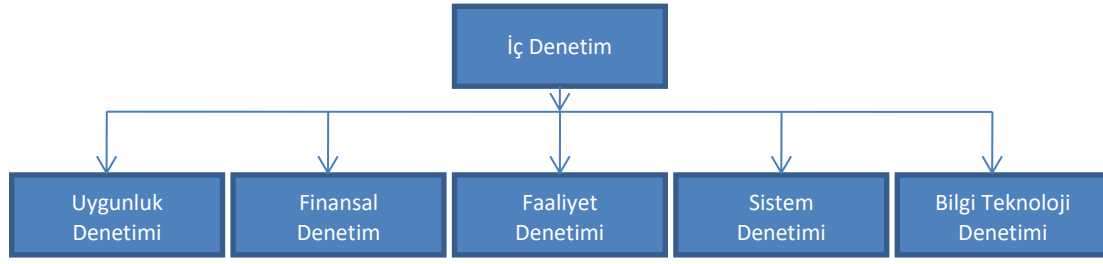 İç Denetim
Uygunluk
Denetimi
Finansal
Denetim
Faaliyet
Denetimi
Sistem
Denetimi
Bilgi Teknoloji
Denetimi